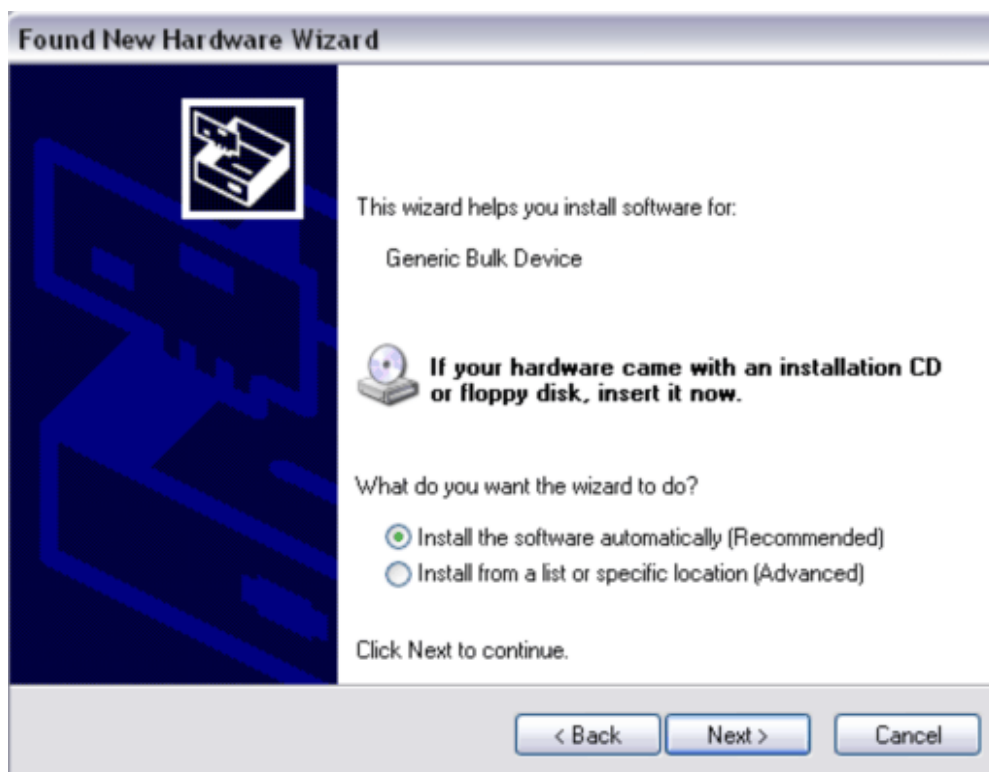 Found New Hardware Wizard
This wizard helps you install software for:
Generic Bulk Device
If your hardware came with an installation CD
or floppy disk, insert it now.
What do you want the wizard to do?
Install the software automatically (Recommended)
Install from a list or specific location (Advanced)
Click Next to continue.
< Back
Next >
Cancel